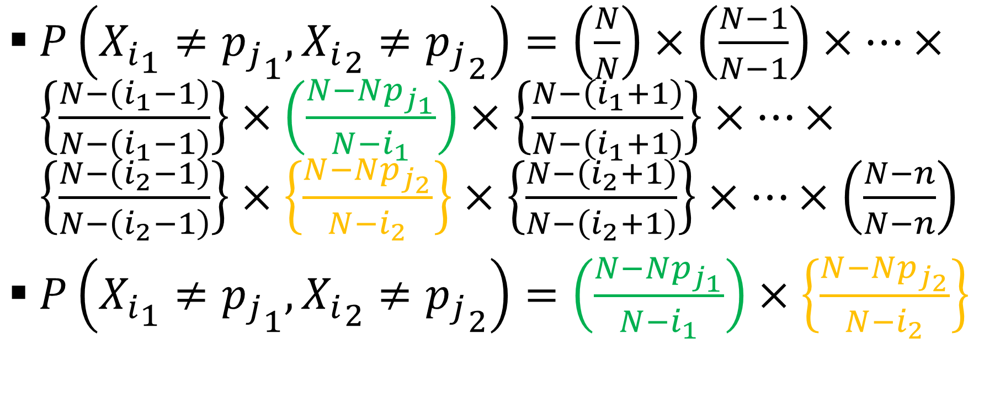 ▪ P(X_{i_1} ≠ p_{j_1}, X_{i_2} ≠ p_{j_2}) = (N/N) × (N−1/N−1) × ⋯ ×
{N−(i_1−1)/N−(i_1−1)} × (N−Np_{j_1}/N−i_1) × {N−(i_1+1)/N−(i_1+1)} × ⋯ ×
{N−(i_2−1)/N−(i_2−1)} × {N−Np_{j_2}/N−i_2} × {N−(i_2+1)/N−(i_2+1)} × ⋯ × (N−n/N−n)
▪ P(X_{i_1} ≠ p_{j_1}, X_{i_2} ≠ p_{j_2}) = (N−Np_{j_1}/N−i_1) × {N−Np_{j_2}/N−i_2}